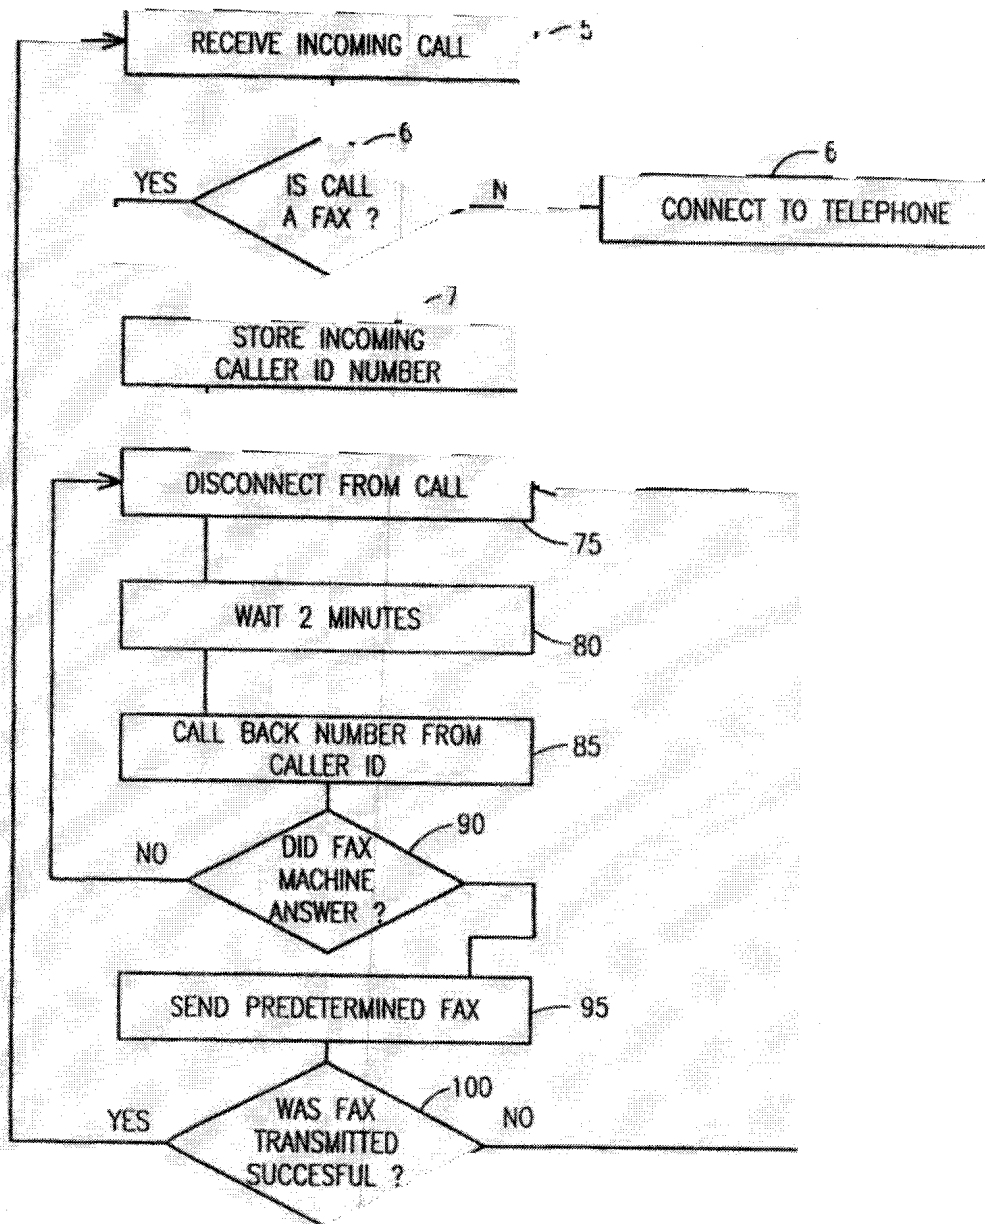 RECEIVE INCOMING CALL
5
6
YES
IS CALL
A FAX ?
N
6
CONNECT TO TELEPHONE
7
STORE INCOMING
CALLER ID NUMBER
DISCONNECT FROM CALL
75
WAIT 2 MINUTES
80
CALL BACK NUMBER FROM
CALLER ID
85
90
NO
DID FAX
MACHINE
ANSWER ?
SEND PREDETERMINED FAX
95
100
YES
WAS FAX
TRANSMITTED
SUCCESFUL ?
NO